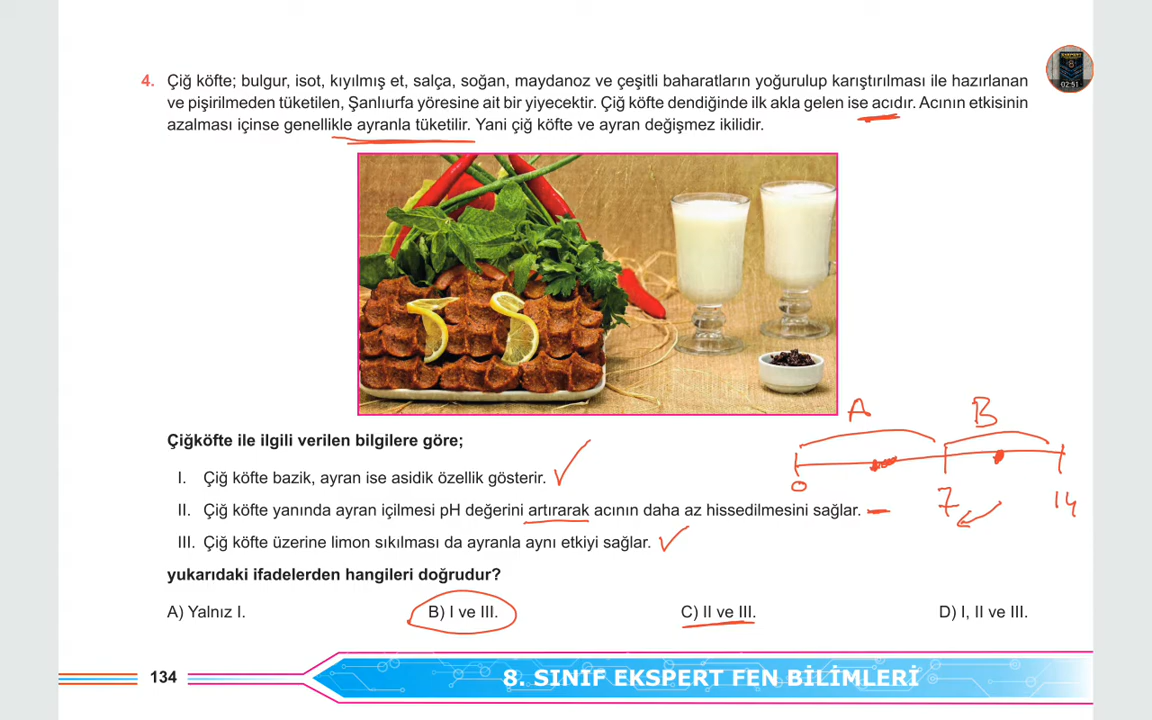 4. Çiğ köfte; bulgur, isot, kıyılmış et, salça, soğan, maydanoz ve çeşitli baharatların yoğurulup karıştırılması ile hazırlanan
ve pişirilmeden tüketilen, Şanlıurfa yöresine ait bir yiyecektir. Çiğ köfte dendiğinde ilk akla gelen ise acıdır. Acının etkisinin
azalması içinse genellikle ayranla tüketilir. Yani çiğ köfte ve ayran değişmez ikilidir.
02:51
A B
0 7 14
Çiğköfte ile ilgili verilen bilgilere göre;
I. Çiğ köfte bazik, ayran ise asidik özellik gösterir.
II. Çiğ köfte yanında ayran içilmesi pH değerini artırarak acının daha az hissedilmesini sağlar.
III. Çiğ köfte üzerine limon sıkılması da ayranla aynı etkiyi sağlar.
yukarıdaki ifadelerden hangileri doğrudur?
A) Yalnız I. B) I ve III. C) II ve III. D) I, II ve III.
134 8. SINIF EKSPERT FEN BİLİMLERİ